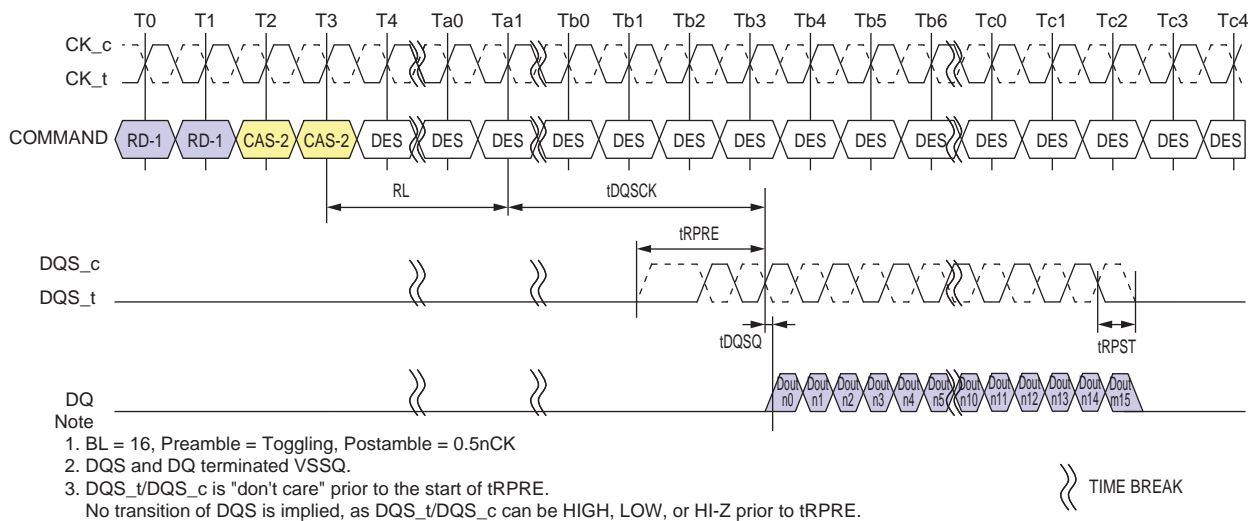 T0 T1 T2 T3 T4 Ta0 Ta1 Tb0 Tb1 Tb2 Tb3 Tb4 Tb5 Tb6 Tc0 Tc1 Tc2 Tc3 Tc4
CK_c
CK_t
COMMAND RD-1 RD-1 CAS-2 CAS-2 DES DES DES DES DES DES DES DES DES DES DES DES DES DES DES
RL tDQSCK
tRPRE
DQS_c
DQS_t
tDQSQ tRPST
DQ Dout n0 Dout n1 Dout n2 Dout n3 Dout n4 Dout n5 Dout n10 Dout n11 Dout n12 Dout n13 Dout n14 Dout m15
Note
1. BL = 16, Preamble = Toggling, Postamble = 0.5nCK
2. DQS and DQ terminated VSSQ.
3. DQS_t/DQS_c is "don't care" prior to the start of tRPRE.
No transition of DQS is implied, as DQS_t/DQS_c can be HIGH, LOW, or HI-Z prior to tRPRE.
TIME BREAK